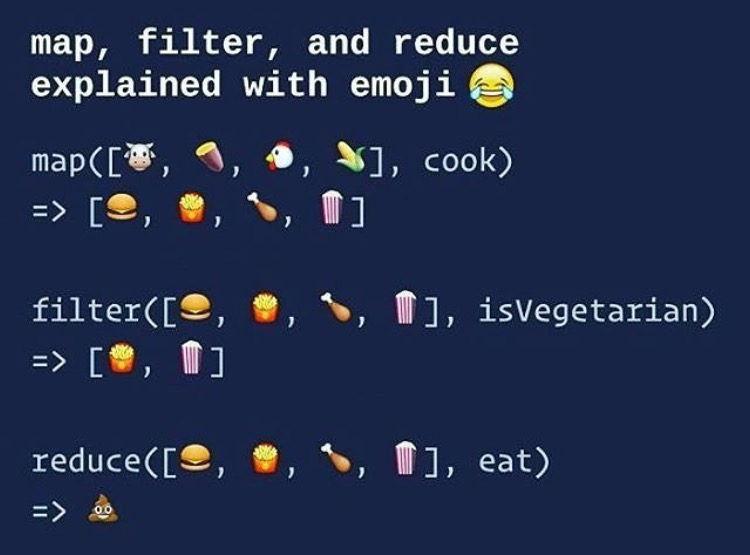 map, filter, and reduce
explained with emoji 😂
map([🐮, 🍠, 🐔, 🌽], cook)
=> [🍔, 🍟, 🍗, 🍿]
filter([🍔, 🍟, 🍗, 🍿], isVegetarian)
=> [🍟, 🍿]
reduce([🍔, 🍟, 🍗, 🍿], eat)
=> 💩